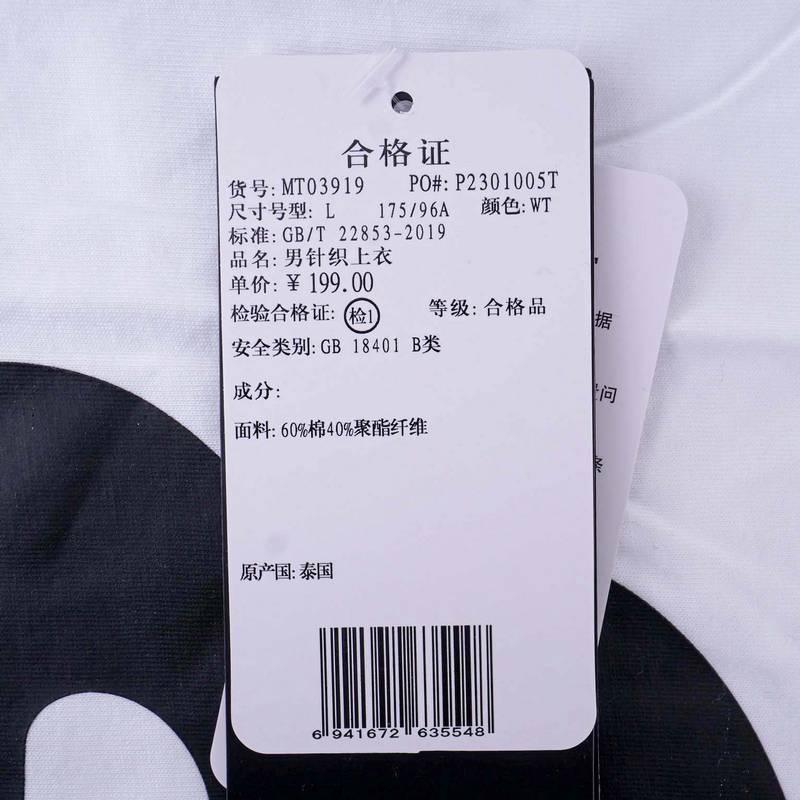 合格证
货号: MT03919 PO#: P2301005T
尺寸号型: L 175/96A 颜色: WT
标准: GB/T 22853-2019
品名: 男针织上衣
单价: ¥ 199.00
检验合格证: 检1 等级: 合格品
安全类别: GB 18401 B类
成分:
面料: 60%棉40%聚酯纤维
原产国: 泰国
6 941672 635548
据
问
条